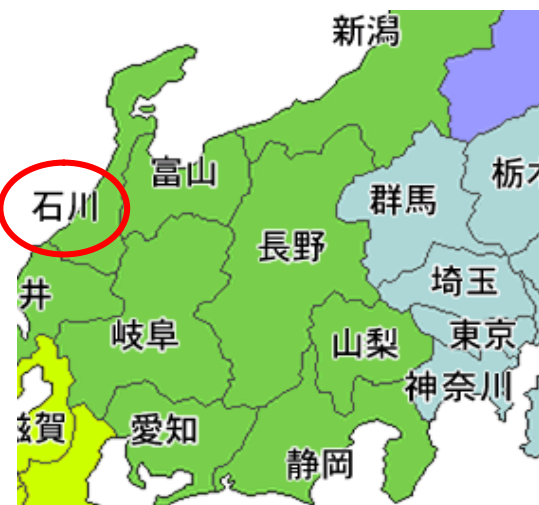 新潟
富山
石川
群馬
栃木
長野
埼玉
井
岐阜
山梨
東京
神奈川
滋賀
愛知
静岡